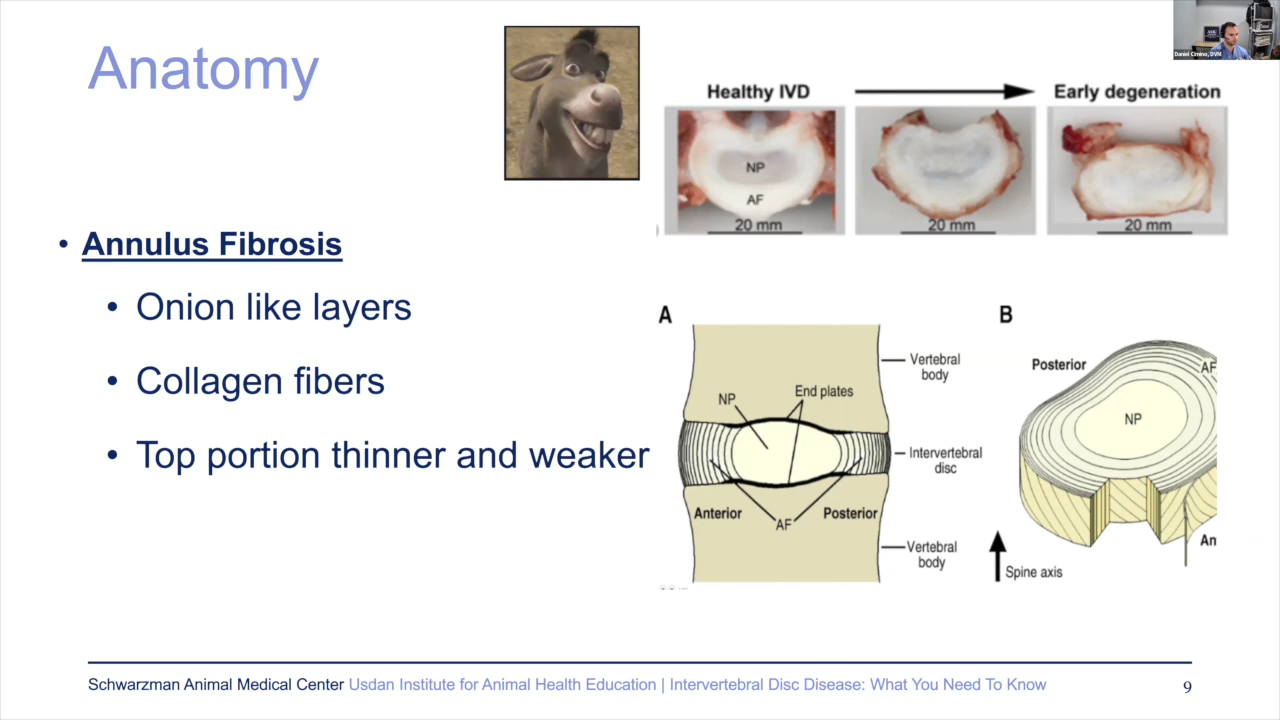 Anatomy
Daniel Cimino, DVM
Healthy IVD
Early degeneration
NP
AF
20 mm
20 mm
20 mm
• Annulus Fibrosis
• Onion like layers
• Collagen fibers
• Top portion thinner and weaker
A
Vertebral
body
NP
End plates
Intervertebral
disc
Anterior
AF
Posterior
Vertebral
body
B
Posterior
AF
NP
An
Spine axis
Schwarzman Animal Medical Center Usdan Institute for Animal Health Education | Intervertebral Disc Disease: What You Need To Know
9